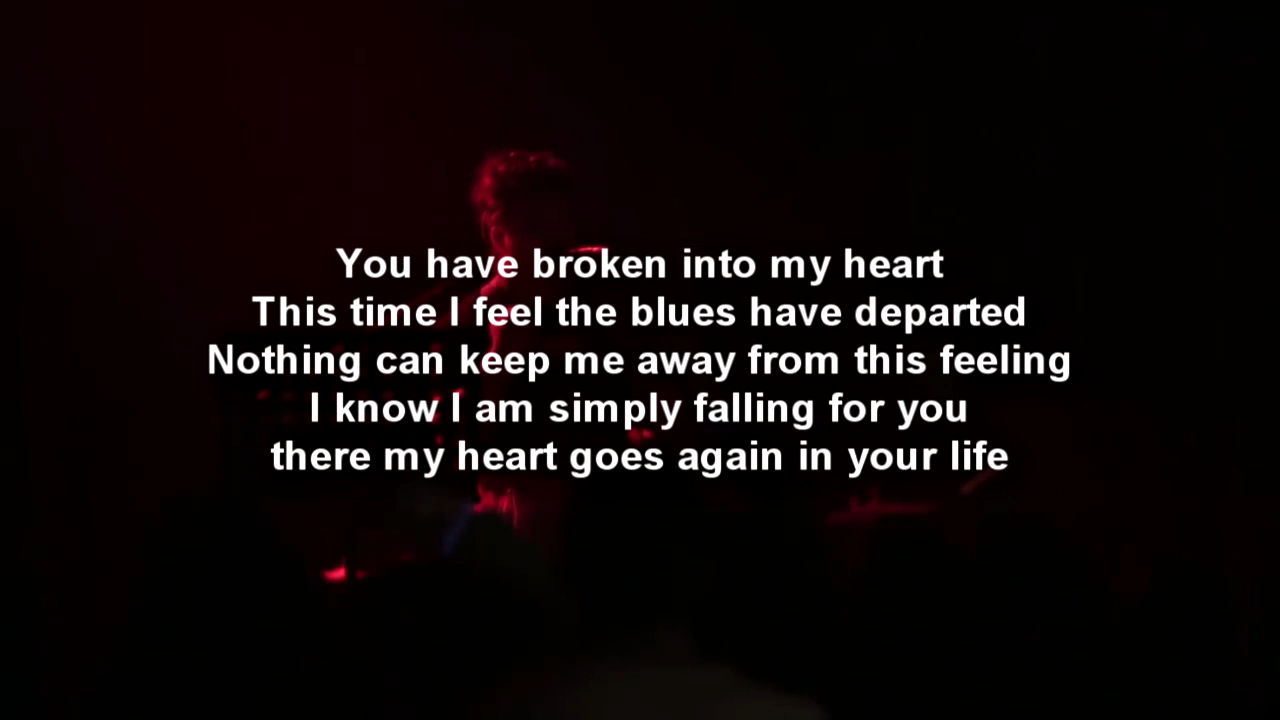 You have broken into my heart
This time I feel the blues have departed
Nothing can keep me away from this feeling
I know I am simply falling for you
there my heart goes again in your life